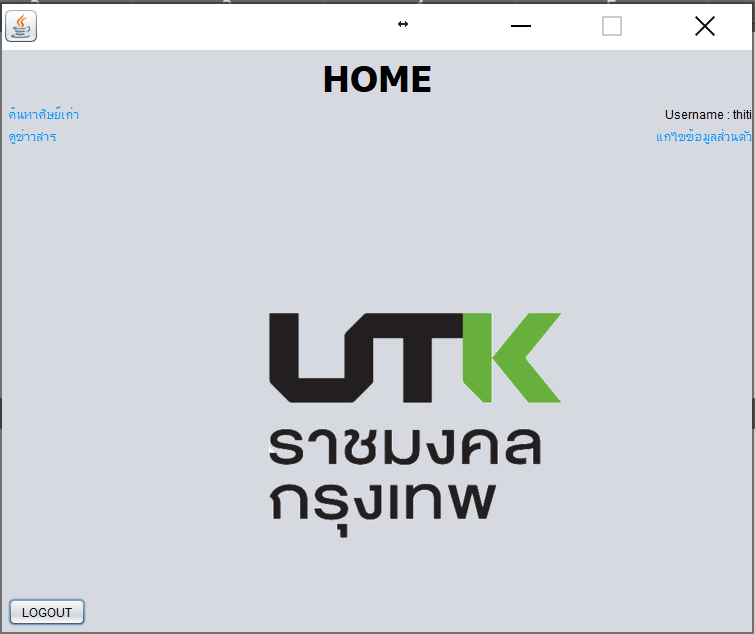 HOME
ค้นหาศิษย์เก่า
Username : thiti
ดูข่าวสาร
แก้ไขข้อมูลส่วนตัว
UTK
ราชมงคล
กรุงเทพ
LOGOUT